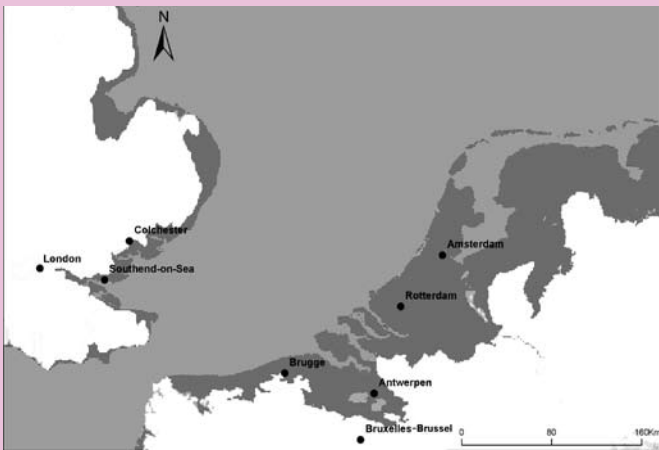 N
Colchester
London
Southend-on-Sea
Amsterdam
Rotterdam
Brugge
Antwerpen
Bruxelles-Brussel
0 80 160Km